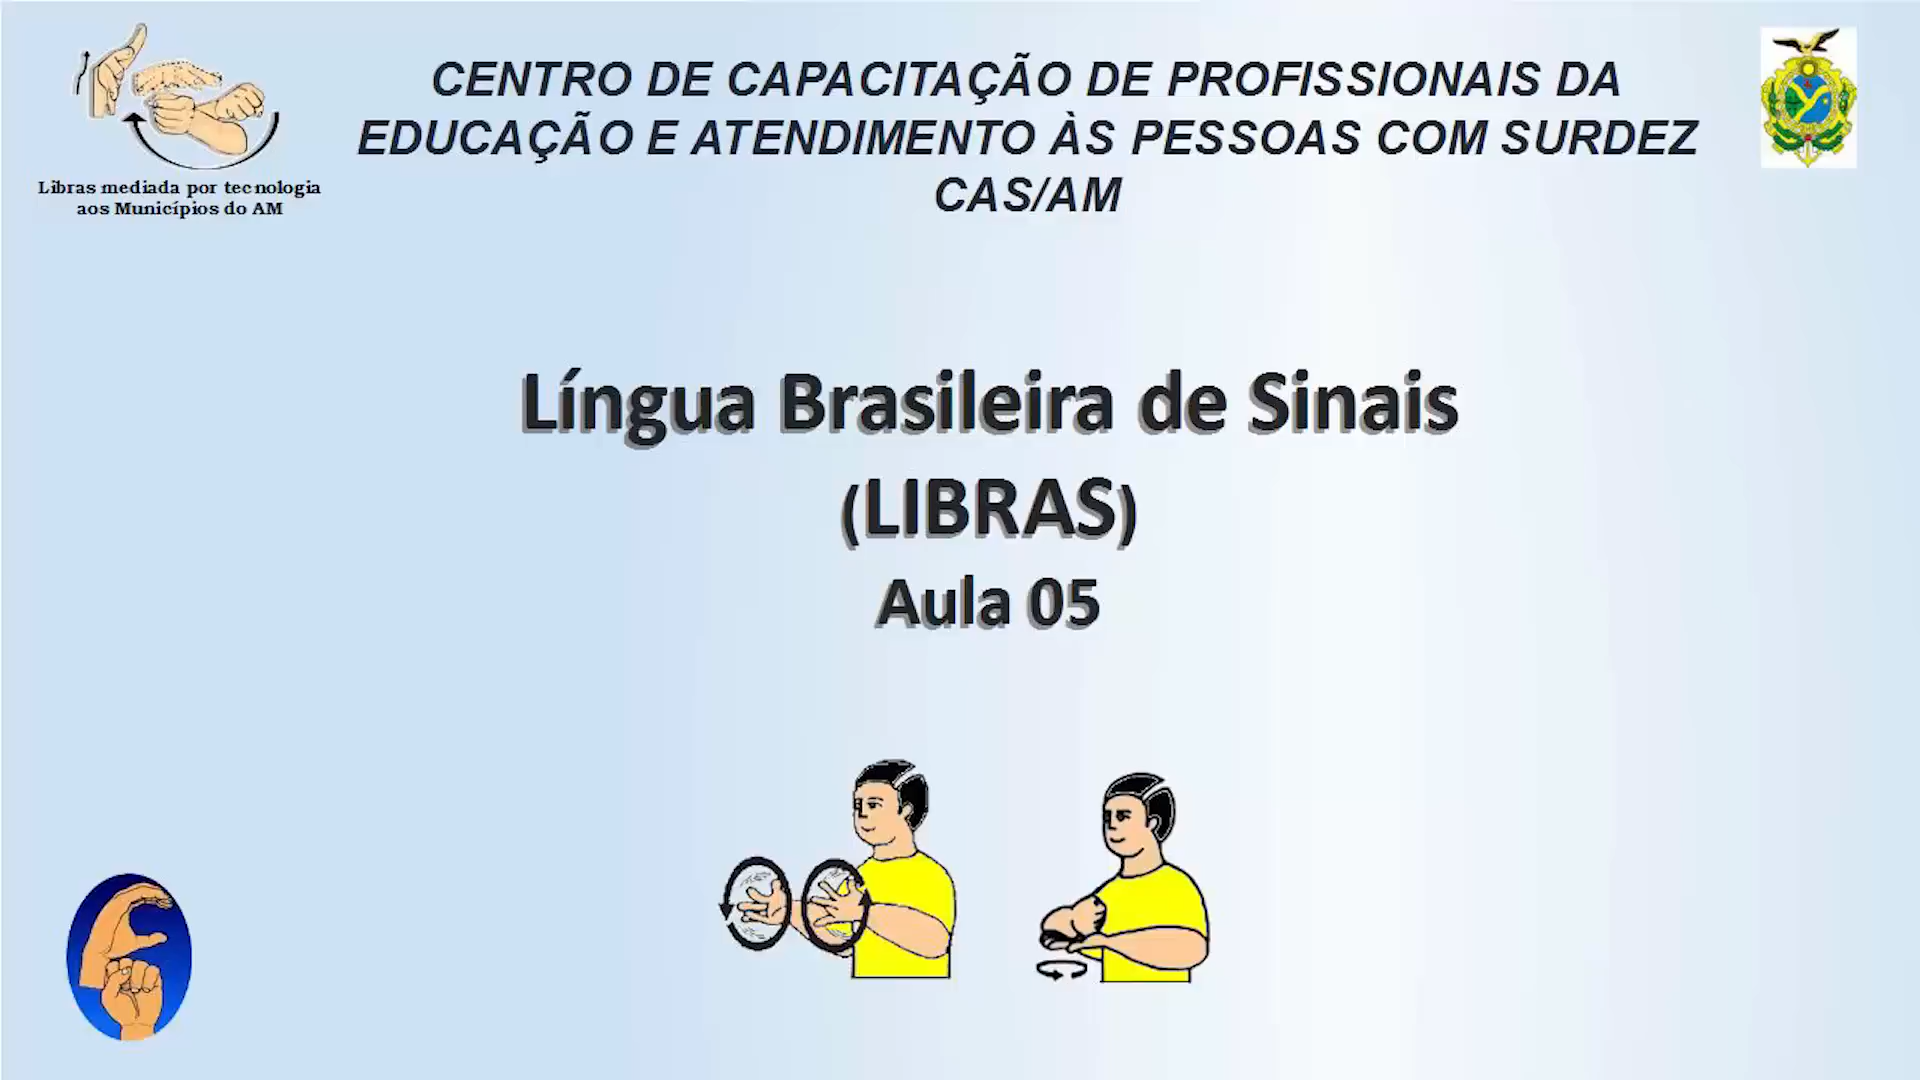 CENTRO DE CAPACITAÇÃO DE PROFISSIONAIS DA
EDUCAÇÃO E ATENDIMENTO ÀS PESSOAS COM SURDEZ
CAS/AM
Libras mediada por tecnologia
aos Municípios do AM
Língua Brasileira de Sinais
(LIBRAS)
Aula 05